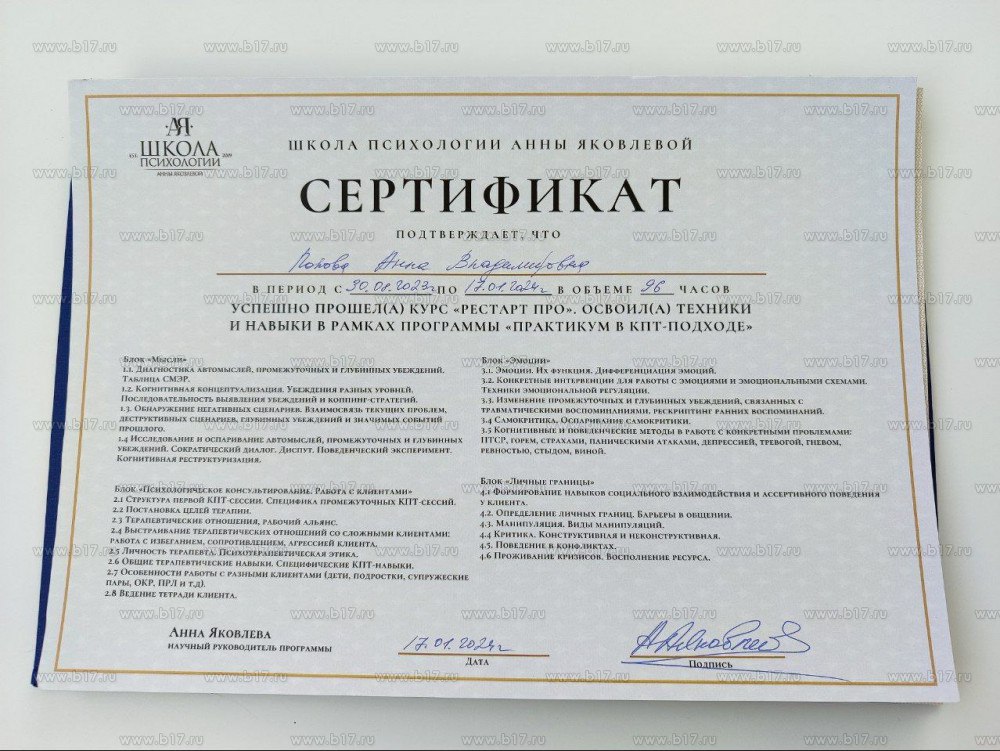 АЯ
ШКОЛА
EST. ПСИХОЛОГИИ 2019
АННЫ ЯКОВЛЕВОЙ
ШКОЛА ПСИХОЛОГИИ АННЫ ЯКОВЛЕВОЙ
СЕРТИФИКАТ
ПОДТВЕРЖДАЕТ, ЧТО
Попова Анна Владимировна
В ПЕРИОД С 30.08.2023г ПО 17.01.2024г В ОБЪЕМЕ 96 ЧАСОВ
УСПЕШНО ПРОШЕЛ(А) КУРС «РЕСТАРТ ПРО». ОСВОИЛ(А) ТЕХНИКИ
И НАВЫКИ В РАМКАХ ПРОГРАММЫ «ПРАКТИКУМ В КПТ-ПОДХОДЕ»
Блок «Мысли»
1.1. Диагностика автомыслей, промежуточных и глубинных убеждений.
Таблица СМЭР.
1.2. Когнитивная концептуализация. Убеждения разных уровней.
Последовательность выявления убеждений и коппинг-стратегий.
1.3. Обнаружение негативных сценариев. Взаимосвязь текущих проблем,
деструктивных сценариев, глубинных убеждений и значимых событий
прошлого.
1.4 Исследование и оспаривание автомыслей, промежуточных и глубинных
убеждений. Сократический диалог. Диспут. Поведенческий эксперимент.
Когнитивная реструктуризация.
Блок «Психологическое консультирование. Работа с клиентами»
2.1 Структура первой КПТ-сессии. Специфика промежуточных КПТ-сессий.
2.2 Постановка целей терапии.
2.3 Терапевтические отношения, рабочий альянс.
2.4 Выстраивание терапевтических отношений со сложными клиентами:
работа с избеганием, сопротивлением, агрессией клиента.
2.5 Личность терапевта. Психотерапевтическая этика.
2.6 Общие терапевтические навыки. Специфические КПТ-навыки.
2.7 Особенности работы с разными клиентами (дети, подростки, супружеские
пары, ОКР, ПРЛ и т.д).
2.8 Ведение тетради клиента.
Блок «Эмоции»
3.1. Эмоции. Их функция. Дифференциация эмоций.
3.2. Конкретные интервенции для работы с эмоциями и эмоциональными схемами.
Техники эмоциональной регуляции.
3.3. Изменение промежуточных и глубинных убеждений, связанных с
травматическими воспоминаниями. Рескриптинг ранних воспоминаний.
3.4 Самокритика. Оспаривание самокритики.
3.5 Когнитивные и поведенческие методы в работе с конкретными проблемами:
ПТСР, горем, страхами, паническими атаками, депрессией, тревогой, гневом,
ревностью, стыдом, виной.
Блок «Личные границы»
4.1 Формирование навыков социального взаимодействия и ассертивного поведения
у клиента.
4.2. Определение личных границ. Барьеры в общении.
4.3. Манипуляция. Виды манипуляций.
4.4 Критика. Конструктивная и неконструктивная.
4.5. Поведение в конфликтах.
4.6 Проживание кризисов. Восполнение ресурса.
Анна Яковлева
научный руководитель программы
17.01.2024г
Дата
Подпись
www.b17.ru